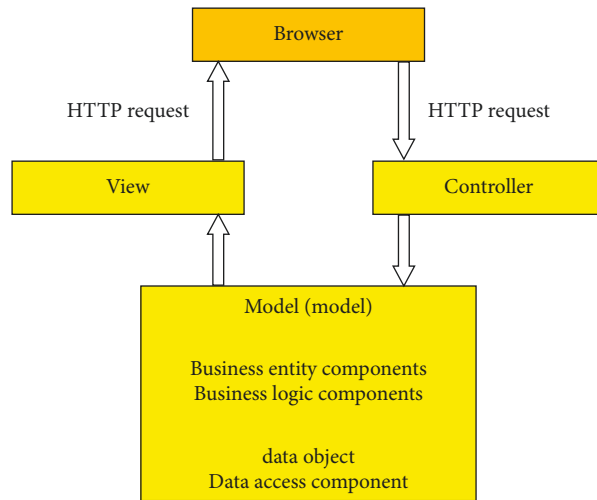 Browser
HTTP request
HTTP request
View
Controller
Model (model)
Business entity components
Business logic components
data object
Data access component